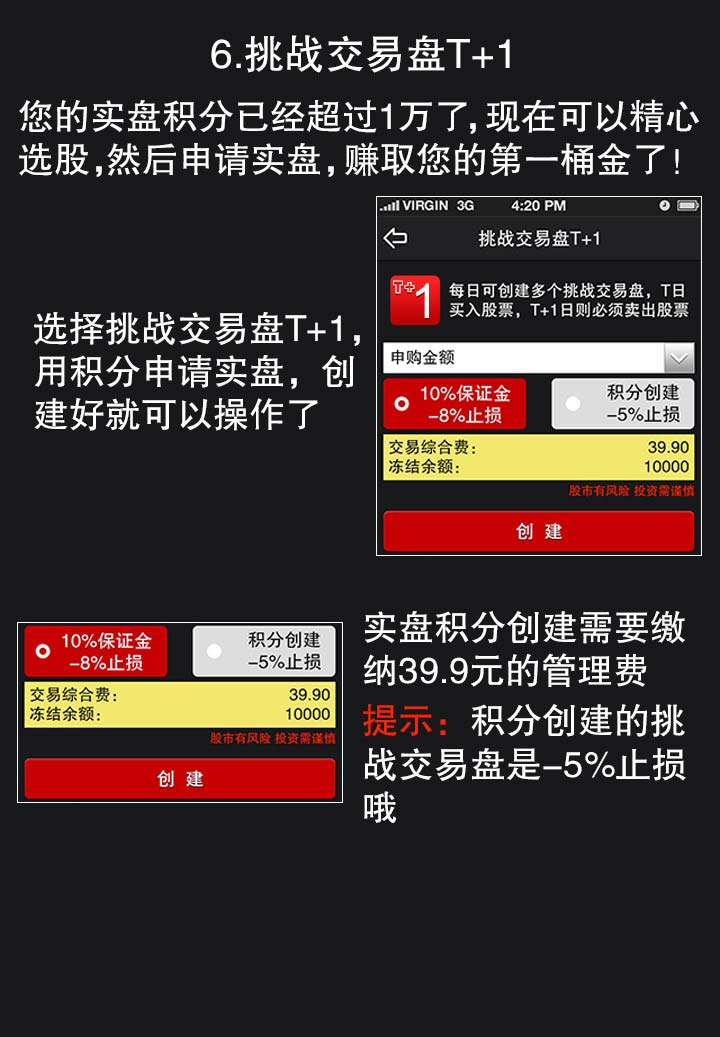 6.挑战交易盘T+1
您的实盘积分已经超过1万了,现在可以精心
选股,然后申请实盘,赚取您的第一桶金了!
VIRGIN 3G 4:20 PM
挑战交易盘T+1
T+1
每日可创建多个挑战交易盘，T日
买入股票，T+1日则必须卖出股票
申购金额
10%保证金
-8%止损
积分创建
-5%止损
交易综合费: 39.90
冻结余额: 10000
股市有风险 投资需谨慎
创 建
选择挑战交易盘T+1,
用积分申请实盘，创
建好就可以操作了
10%保证金
-8%止损
积分创建
-5%止损
交易综合费: 39.90
冻结余额: 10000
股市有风险 投资需谨慎
创 建
实盘积分创建需要缴
纳39.9元的管理费
提示：积分创建的挑
战交易盘是-5%止损
哦